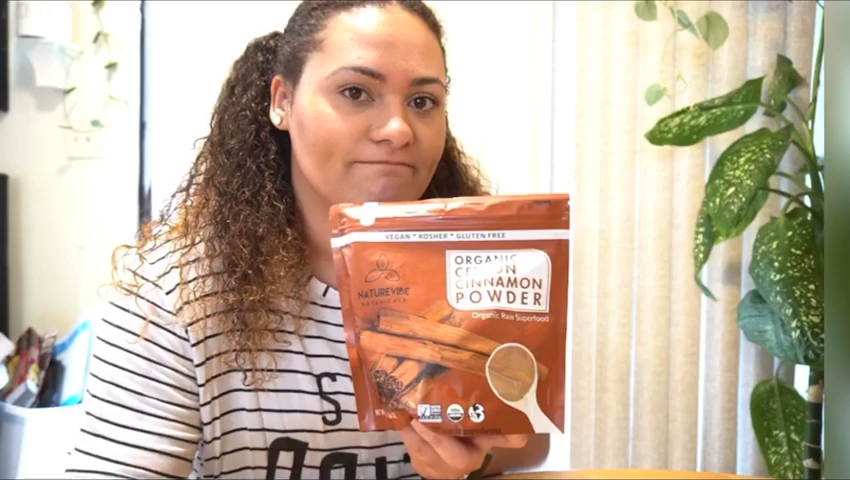 VEGAN * KOSHER * GLUTEN FREE
ORGANIC
CEYLON
CINNAMON
POWDER
NATUREVIBE
BOTANICALS
Organic Raw Superfood
S